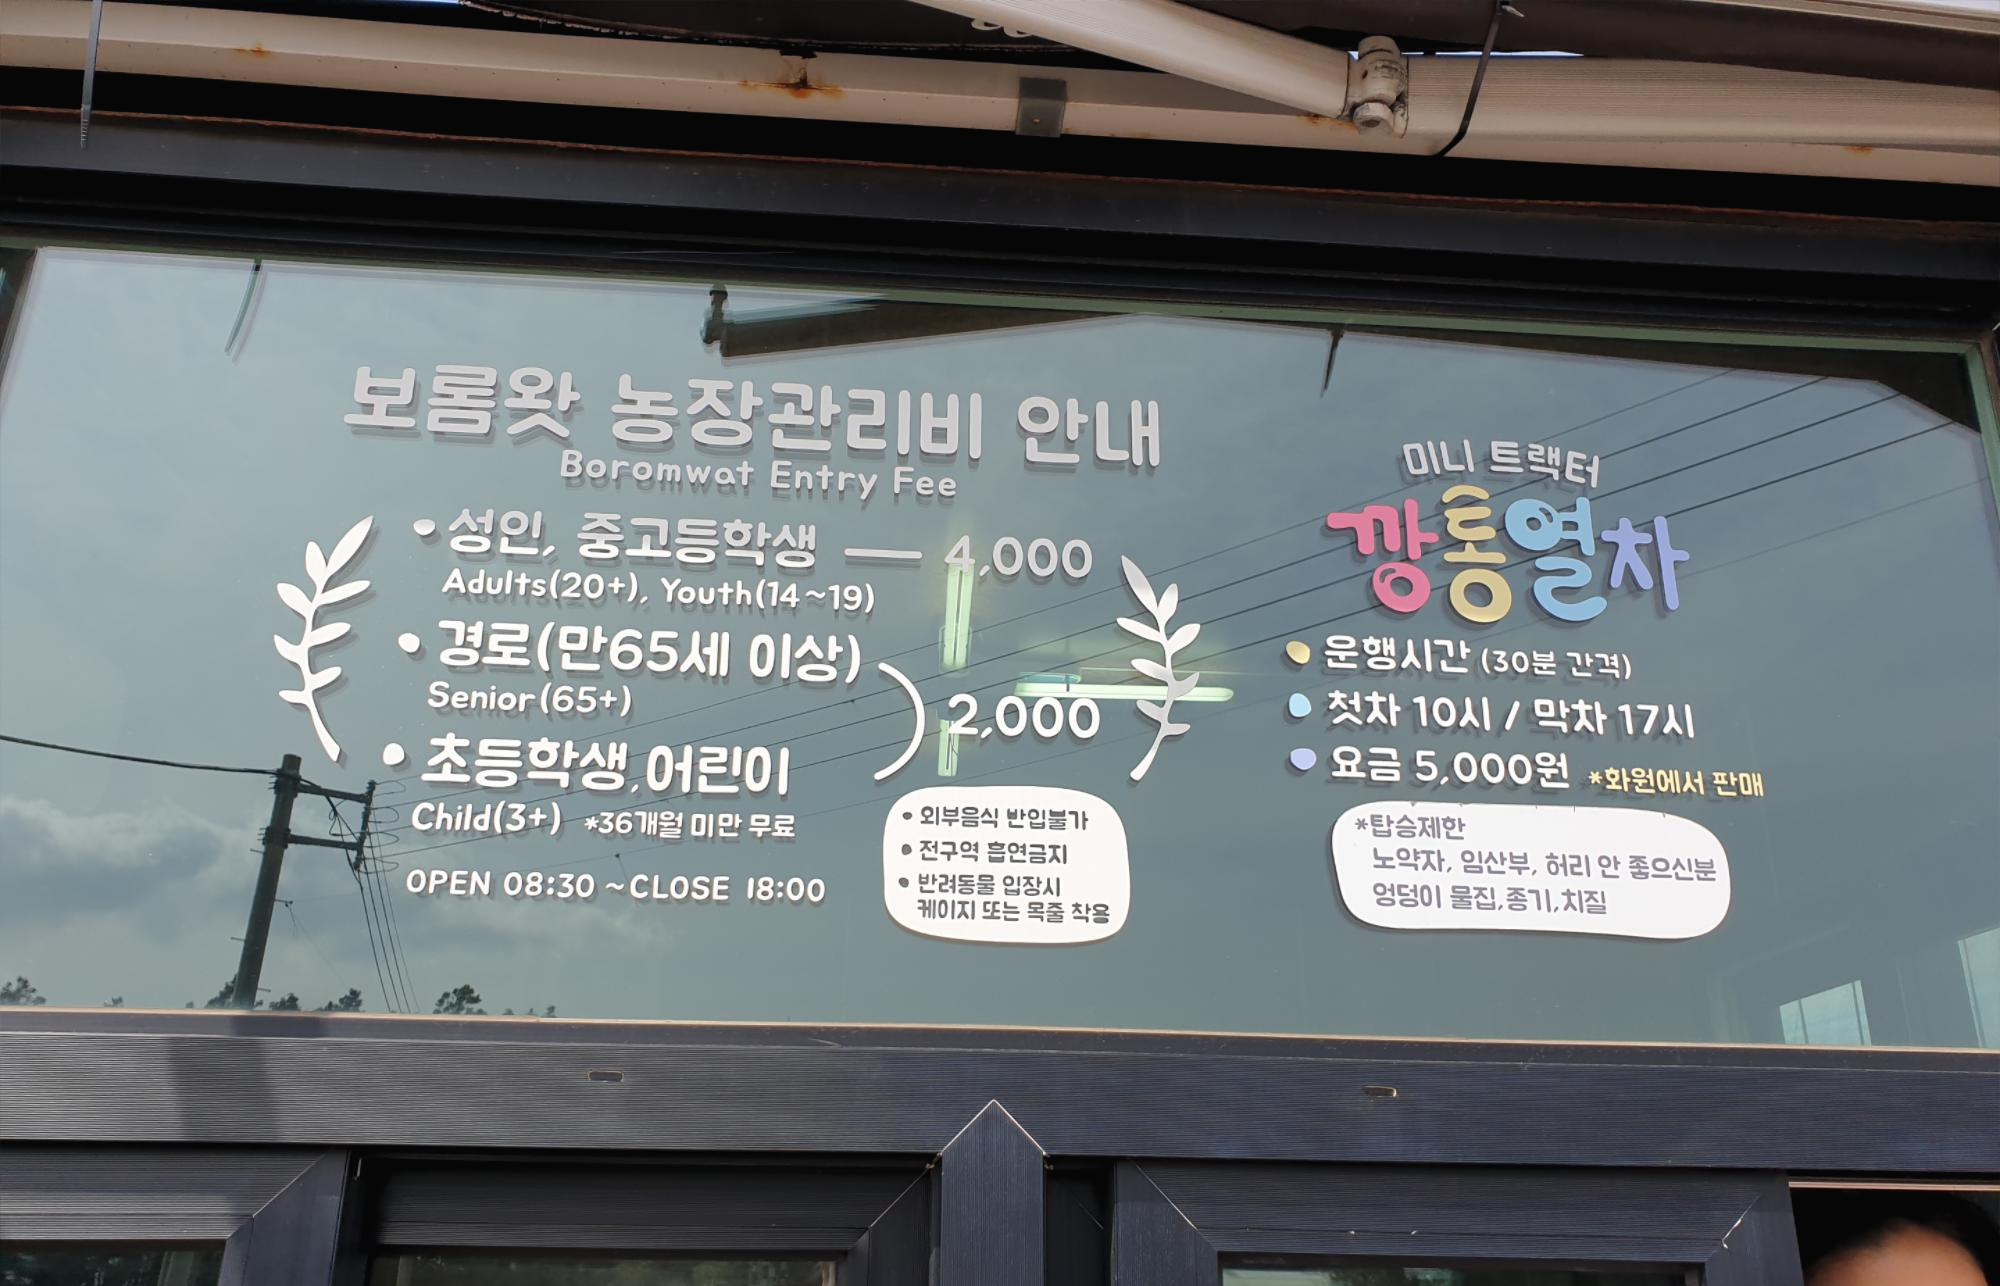 보롬왓 농장관리비 안내
Boromwat Entry Fee
• 성인, 중고등학생 — 4,000
Adults(20+), Youth(14~19)
• 경로(만65세 이상)
Senior(65+)
2,000
• 초등학생,어린이
Child(3+) *36개월 미만 무료
OPEN 08:30 ~CLOSE 18:00
• 외부음식 반입불가
• 전구역 흡연금지
• 반려동물 입장시
케이지 또는 목줄 착용
미니 트랙터
깡통열차
• 운행시간 (30분 간격)
• 첫차 10시 / 막차 17시
• 요금 5,000원 *화원에서 판매
*탑승제한
노약자, 임산부, 허리 안 좋으신분
엉덩이 물집,종기,치질